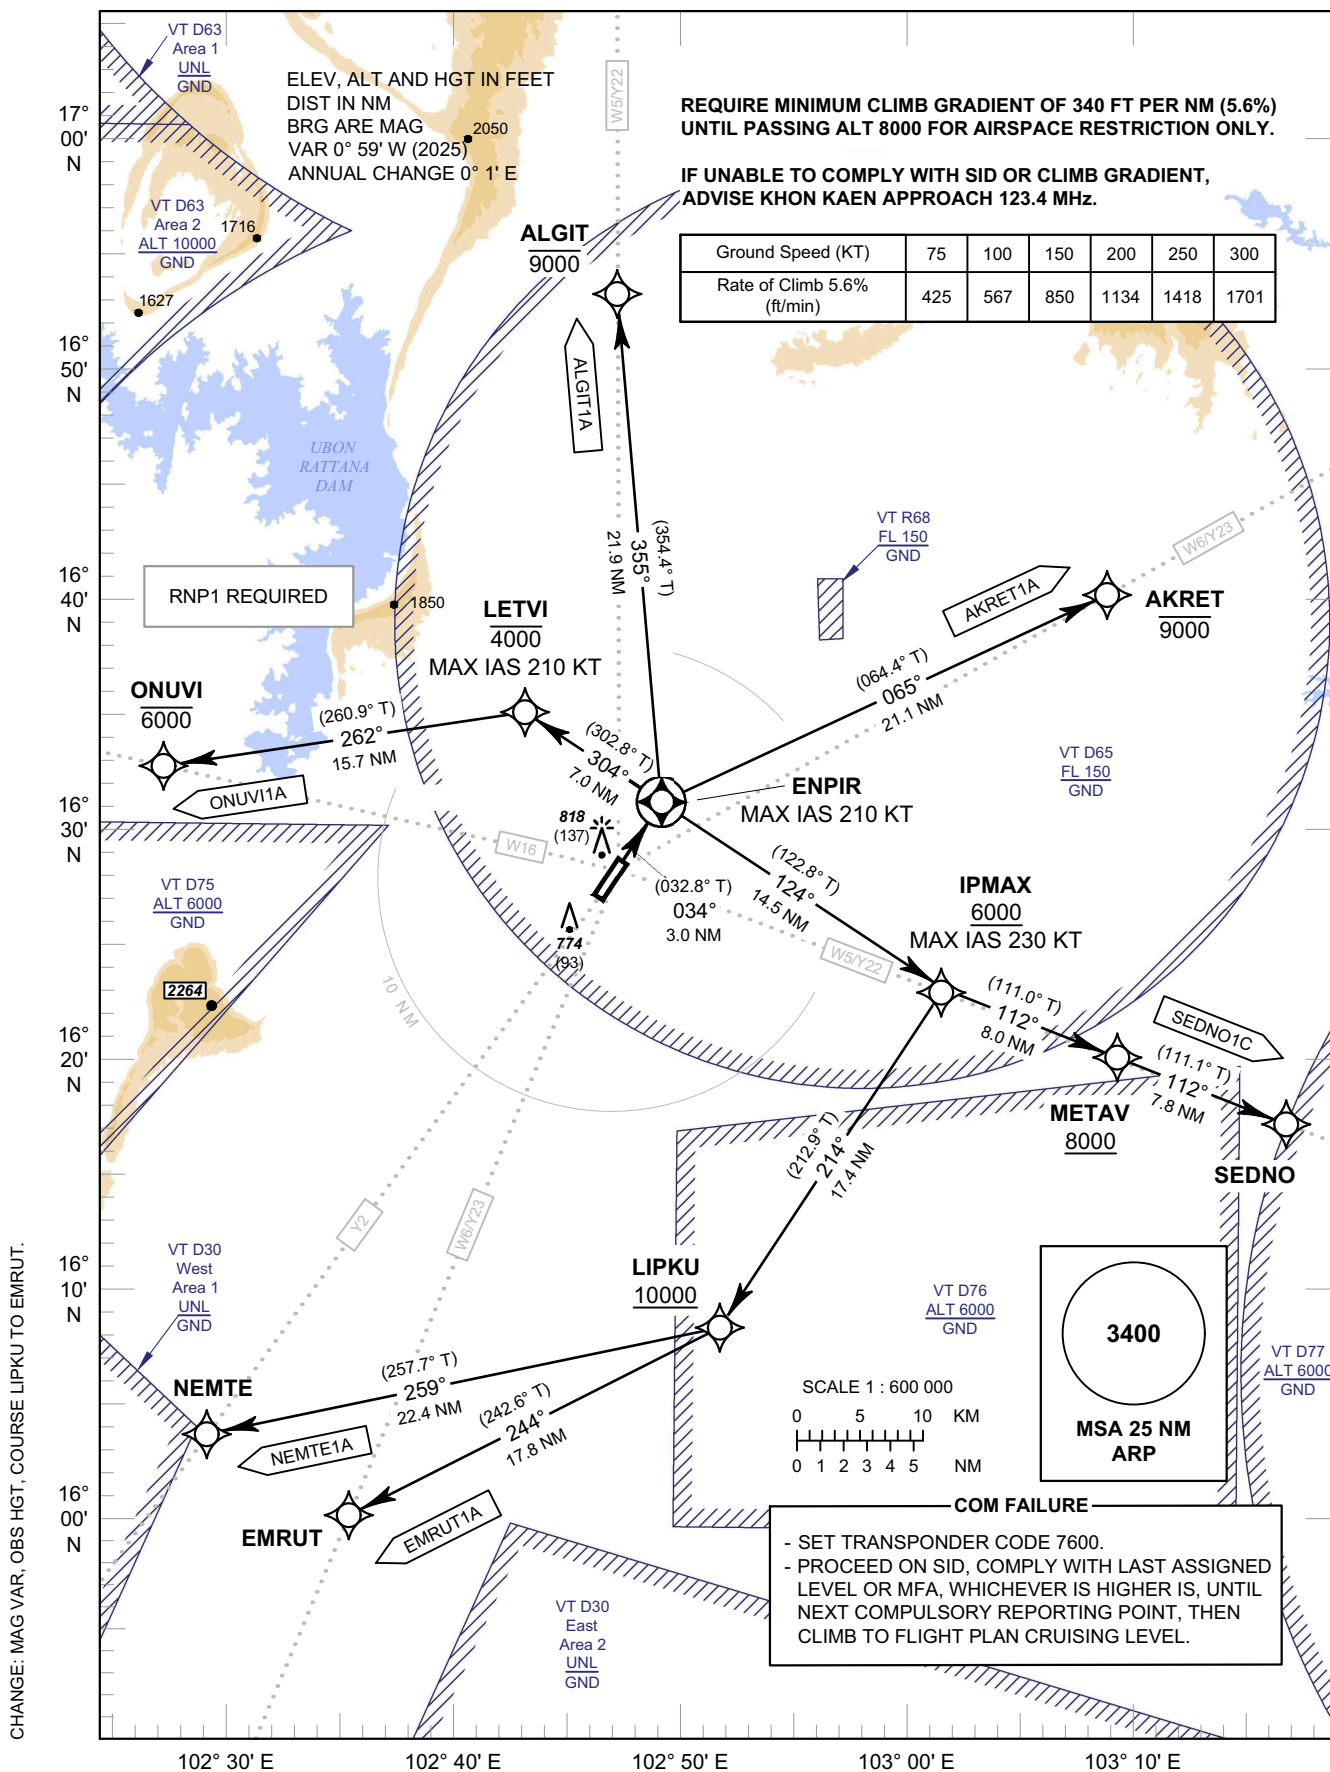 VT D63
Area 1
UNL
GND
ELEV, ALT AND HGT IN FEET
DIST IN NM
BRG ARE MAG
VAR 0° 59' W (2025)
ANNUAL CHANGE 0° 1' E
2050
W5/Y22
REQUIRE MINIMUM CLIMB GRADIENT OF 340 FT PER NM (5.6%)
UNTIL PASSING ALT 8000 FOR AIRSPACE RESTRICTION ONLY.
IF UNABLE TO COMPLY WITH SID OR CLIMB GRADIENT,
ADVISE KHON KAEN APPROACH 123.4 MHz.
Ground Speed (KT) 75 100 150 200 250 300
Rate of Climb 5.6%
(ft/min) 425 567 850 1134 1418 1701
17°
00'
N
VT D63
Area 2
ALT 10000
GND
1716
1627
ALGIT
9000
ALGIT1A
16°
50'
N
UBON
RATTANA
DAM
(354.4° T)
355°
21.9 NM
VT R68
FL 150
GND
W6/Y23
16°
40'
N
RNP1 REQUIRED
1850
LETVI
4000
MAX IAS 210 KT
AKRET1A
AKRET
9000
(064.4° T)
065°
21.1 NM
ONUVI
6000
(260.9° T)
262°
15.7 NM
ONUVI1A
(302.8° T)
304°
7.0 NM
ENPIR
MAX IAS 210 KT
VT D65
FL 150
GND
16°
30'
N
818
(137)
W16
(032.8° T)
034°
3.0 NM
774
(93)
(122.8° T)
124°
14.5 NM
IPMAX
6000
MAX IAS 230 KT
W5/Y22
VT D75
ALT 6000
GND
2264
10 NM
16°
20'
N
(111.0° T)
112°
8.0 NM
SEDNO1C
(111.1° T)
112°
7.8 NM
METAV
8000
SEDNO
(212.9° T)
214°
17.4 NM
Y2
W6/Y23
VT D30
West
Area 1
UNL
GND
16°
10'
N
LIPKU
10000
VT D76
ALT 6000
GND
3400
MSA 25 NM
ARP
VT D77
ALT 6000
GND
SCALE 1 : 600 000
0 5 10 KM
0 1 2 3 4 5 NM
NEMTE
(257.7° T)
259°
22.4 NM
NEMTE1A
(242.6° T)
244°
17.8 NM
EMRUT
EMRUT1A
16°
00'
N
COM FAILURE
- SET TRANSPONDER CODE 7600.
- PROCEED ON SID, COMPLY WITH LAST ASSIGNED
LEVEL OR MFA, WHICHEVER IS HIGHER IS, UNTIL
NEXT COMPULSORY REPORTING POINT, THEN
CLIMB TO FLIGHT PLAN CRUISING LEVEL.
VT D30
East
Area 2
UNL
GND
102° 30' E
102° 40' E
102° 50' E
103° 00' E
103° 10' E
CHANGE: MAG VAR, OBS HGT, COURSE LIPKU TO EMRUT.